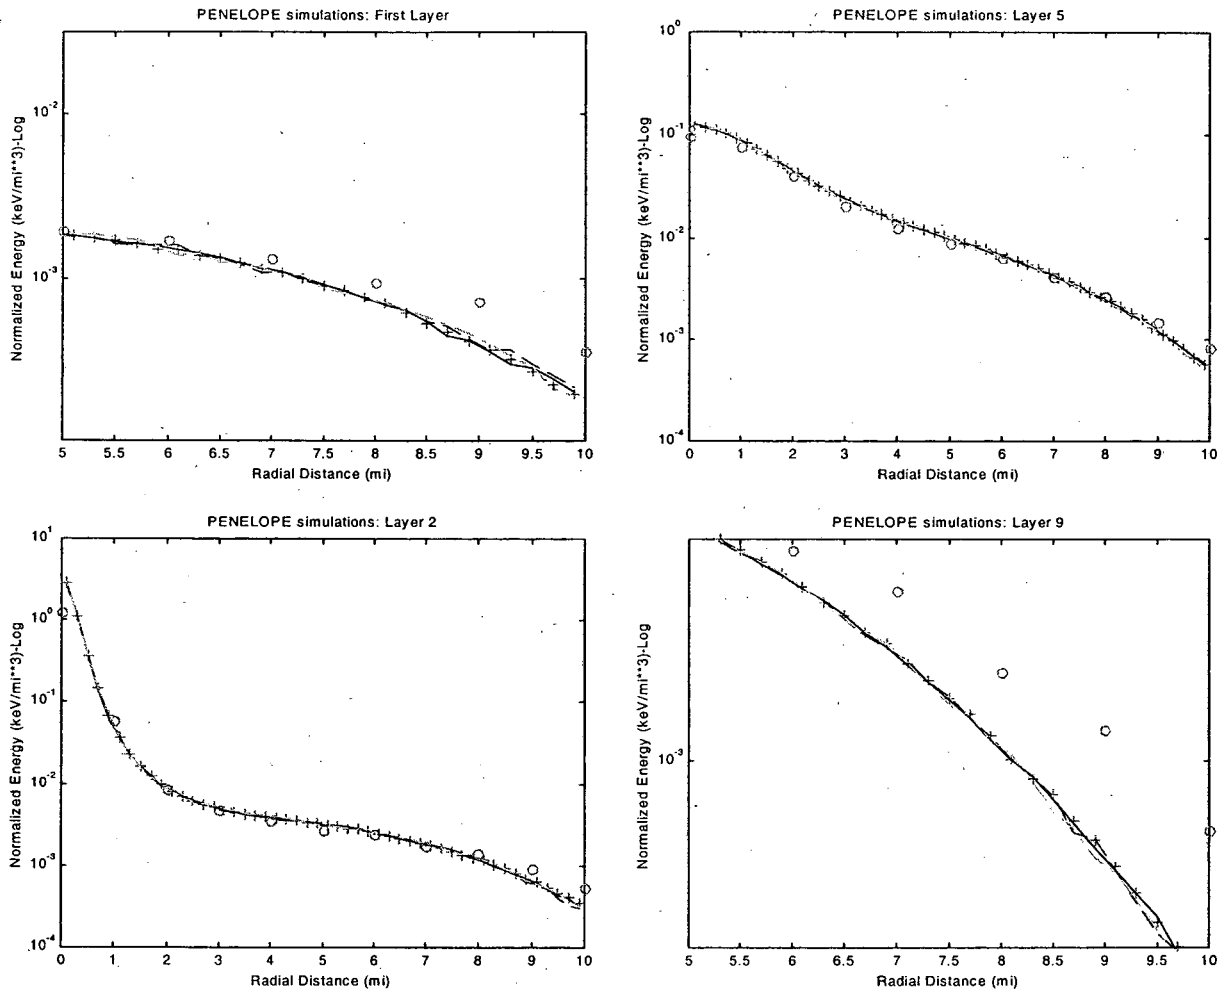 PENELOPE simulations: First Layer
Normalized Energy (keV/mi**3)-Log
10^-2
10^-3
5 5.5 6 6.5 7 7.5 8 8.5 9 9.5 10
Radial Distance (mi)
PENELOPE simulations: Layer 5
Normalized Energy (keV/mi**3)-Log
10^0
10^-1
10^-2
10^-3
10^-4
0 1 2 3 4 5 6 7 8 9 10
Radial Distance (mi)
PENELOPE simulations: Layer 2
Normalized Energy (keV/mi**3)-Log
10^1
10^0
10^-1
10^-2
10^-3
10^-4
0 1 2 3 4 5 6 7 8 9 10
Radial Distance (mi)
PENELOPE simulations: Layer 9
Normalized Energy (keV/mi**3)-Log
10^-3
5 5.5 6 6.5 7 7.5 8 8.5 9 9.5 10
Radial Distance (mi)